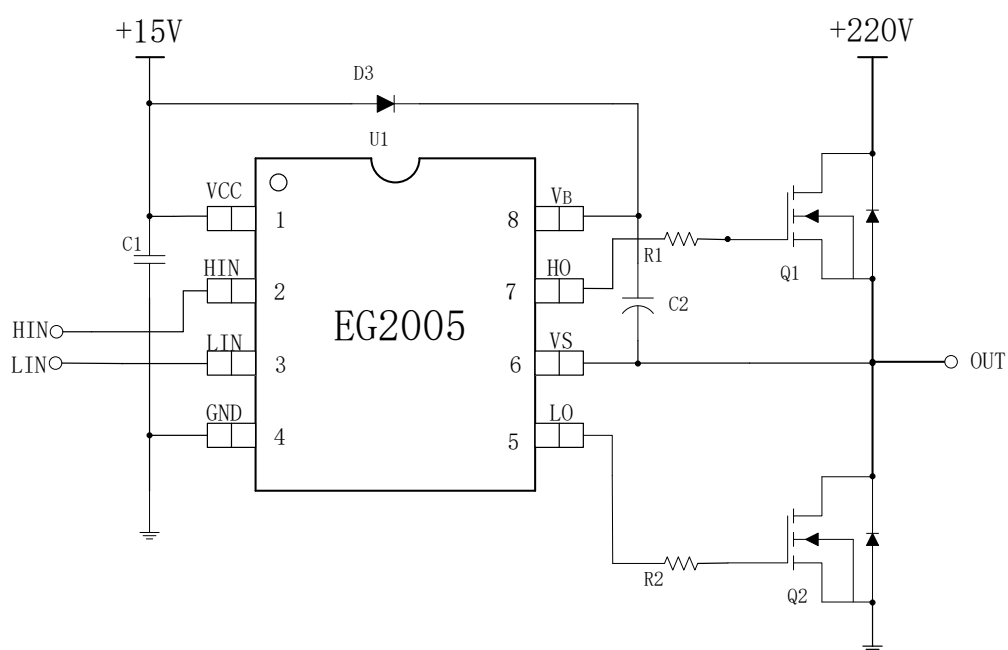 +15V
+220V
D3
U1
VCC
1
8
VB
C1
R1
Q1
HIN
2
7
HO
C2
EG2005
HIN
LIN
LIN
3
6
VS
OUT
GND
4
5
LO
R2
Q2